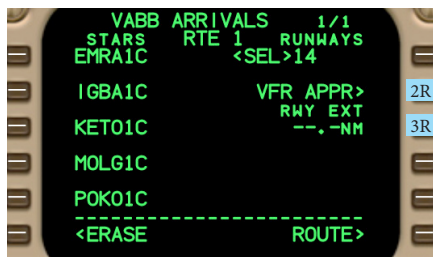 VABB ARRIVALS 1/1
STARS RTE 1 RUNWAYS
EMRA1C <SEL>14
IGBA1C VFR APPR>
2R
RWY EXT
KETO1C --.-NM
3R
MOLG1C
POKO1C
------------------------------
<ERASE ROUTE>